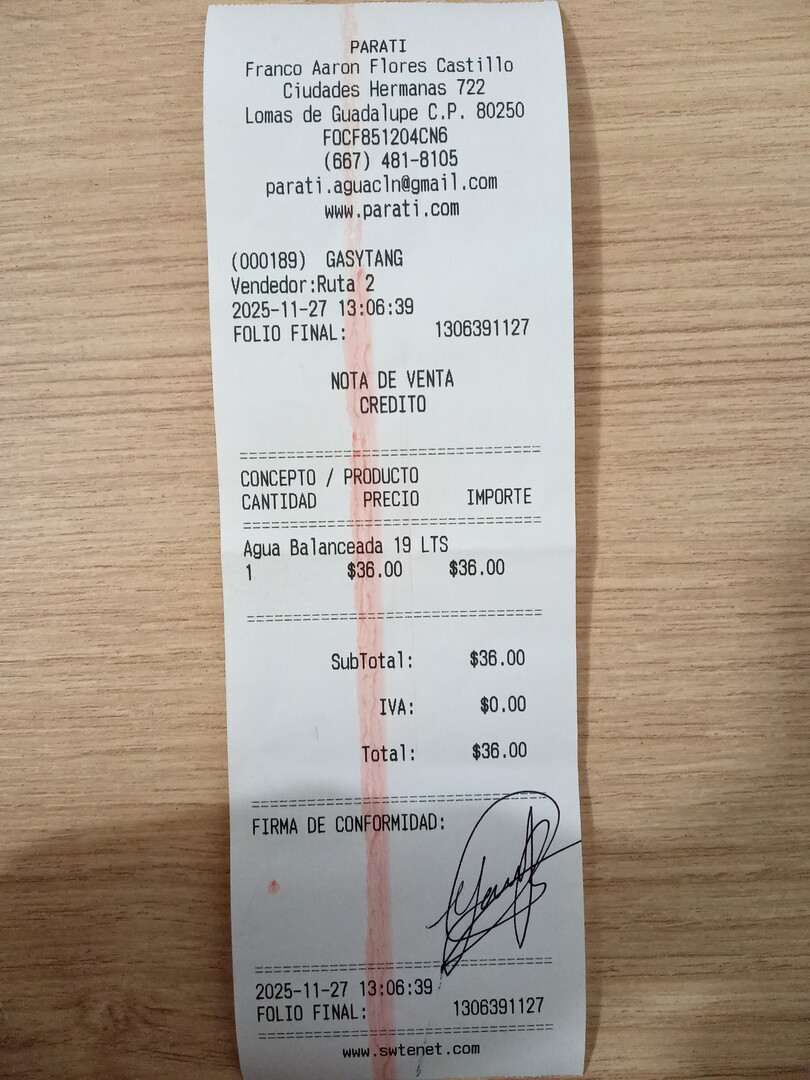 PARATI
Franco Aaron Flores Castillo
Ciudades Hermanas 722
Lomas de Guadalupe C.P. 80250
FOCF851204CN6
(667) 481-8105
parati.aguacln@gmail.com
www.parati.com
(000189) GASYTANG
Vendedor:Ruta 2
2025-11-27 13:06:39
FOLIO FINAL: 1306391127
NOTA DE VENTA
CREDITO
CONCEPTO / PRODUCTO
CANTIDAD PRECIO IMPORTE
Agua Balanceada 19 LTS
1 $36.00 $36.00
SubTotal: $36.00
IVA: $0.00
Total: $36.00
FIRMA DE CONFORMIDAD:
2025-11-27 13:06:39
FOLIO FINAL: 1306391127
www.swtenet.com